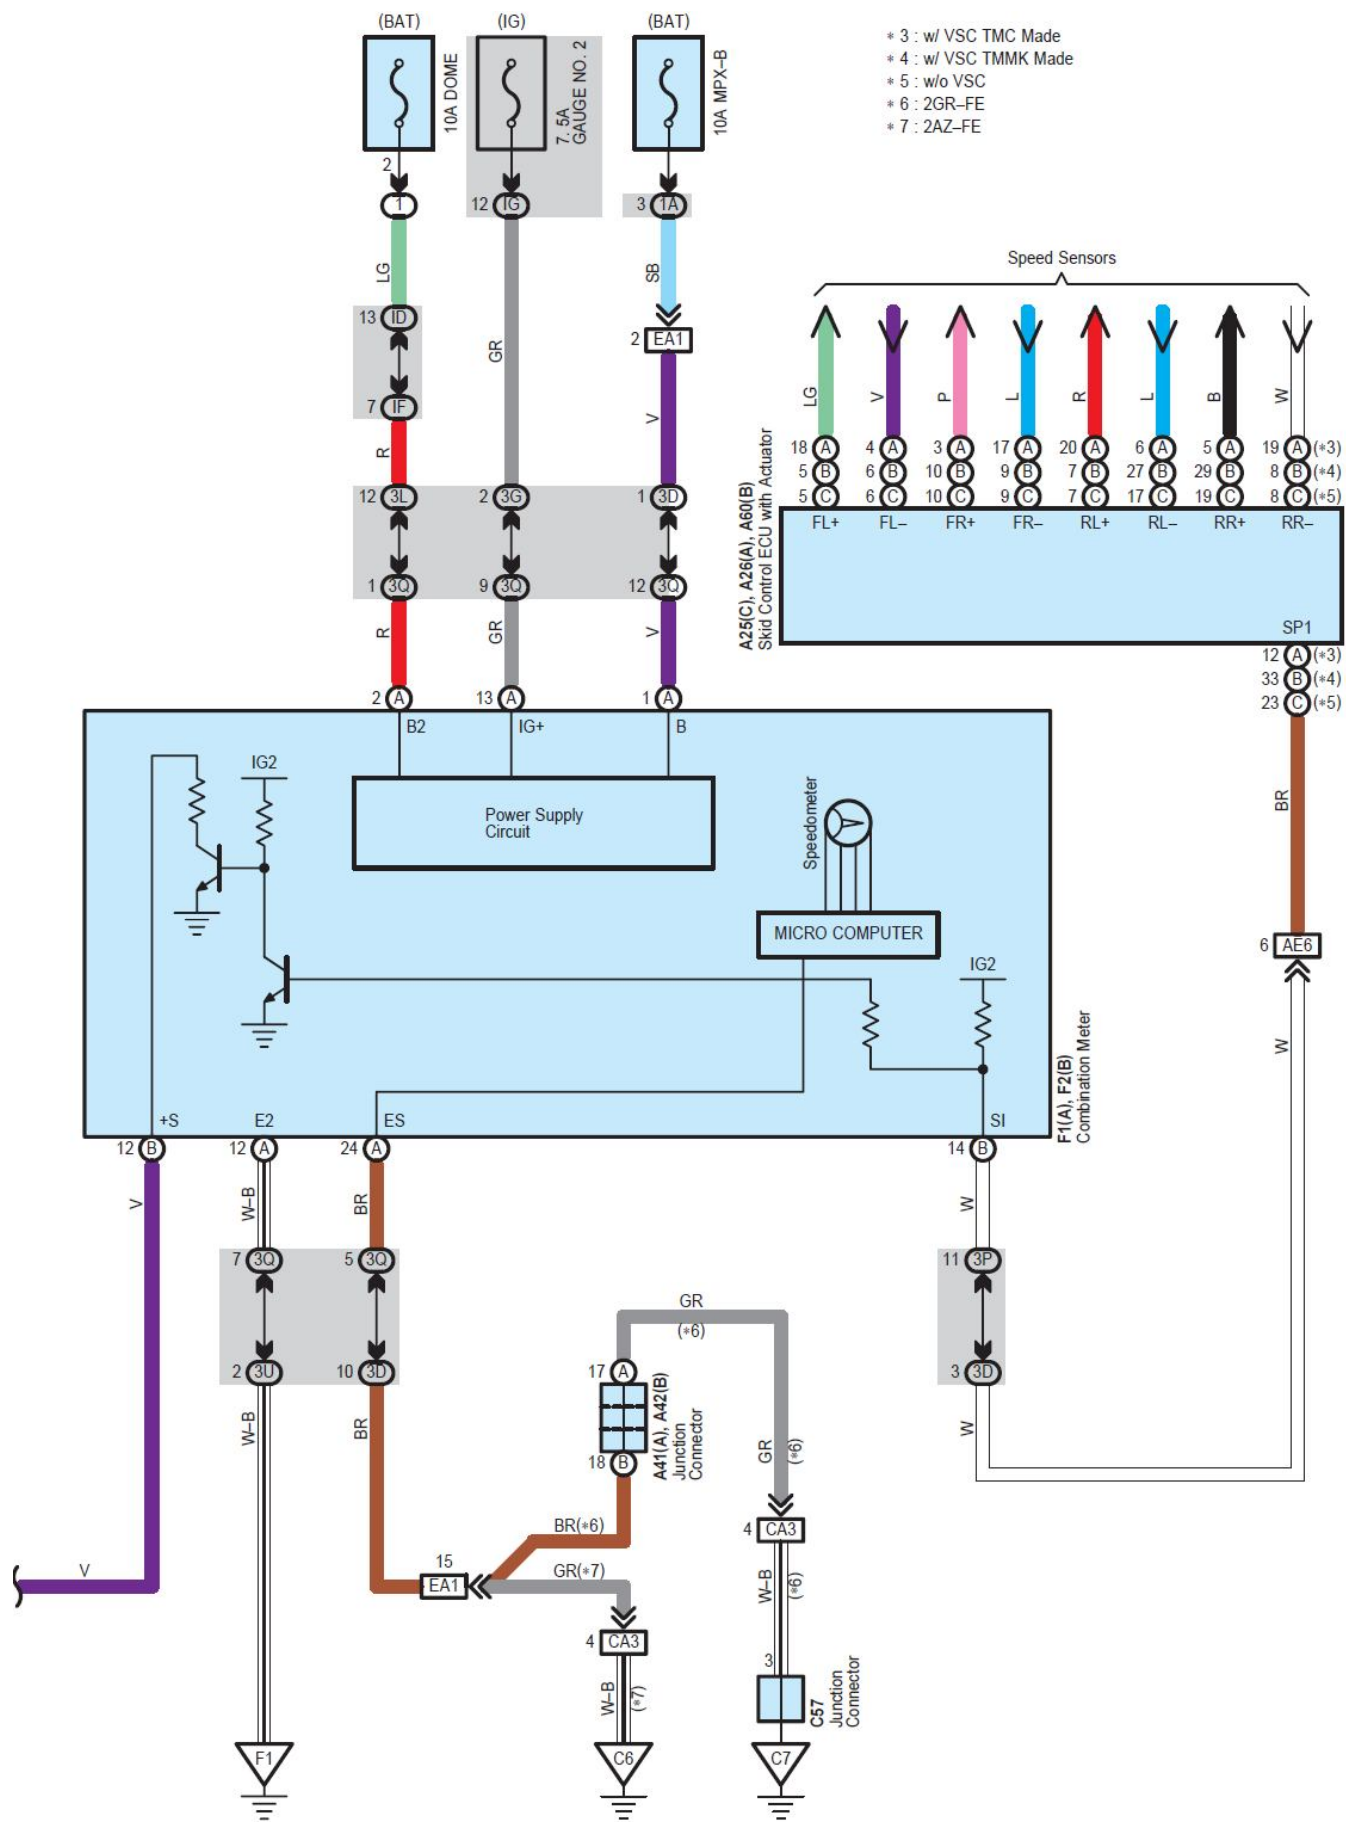 (BAT) (IG) (BAT)
10A DOME
7. 5A
GAUGE NO. 2
10A MPX–B
* 3 : w/ VSC TMC Made
* 4 : w/ VSC TMMK Made
* 5 : w/o VSC
* 6 : 2GR–FE
* 7 : 2AZ–FE
2
1 12 IG 3 1A
LG GR SB
13 ID
2 EA1
7 IF
R V
12 3L 2 3G 1 3D
1 3Q 9 3Q 12 3Q
R GR V
2 A 13 A 1 A
Speed Sensors
LG V P L R L B W
18 A 4 A 3 A 17 A 20 A 6 A 5 A 19 A (*3)
5 B 6 B 10 B 9 B 7 B 27 B 29 B 8 B (*4)
5 C 6 C 10 C 9 C 7 C 17 C 19 C 8 C (*5)
FL+ FL– FR+ FR– RL+ RL– RR+ RR–
A25(C), A26(A), A60(B)
Skid Control ECU with Actuator
SP1
12 A (*3)
33 B (*4)
23 C (*5)
BR
6 AE6
W
B2 IG+ B
IG2
Power Supply
Circuit
Speedometer
MICRO COMPUTER
IG2
F1(A), F2(B)
Combination Meter
+S E2 ES SI
12 B 12 A 24 A 14 B
V W–B BR W
7 3Q 5 3Q 11 3P
2 3U 10 3D 3 3D
W–B BR W
GR
(*6)
17 A
A41(A), A42(B)
Junction
Connector
18 B
GR (*6)
BR(*6)
4 CA3
V
15
EA1
GR(*7)
W–B (*6)
4 CA3
W–B (*7)
3
C57
Junction
Connector
F1 C6 C7